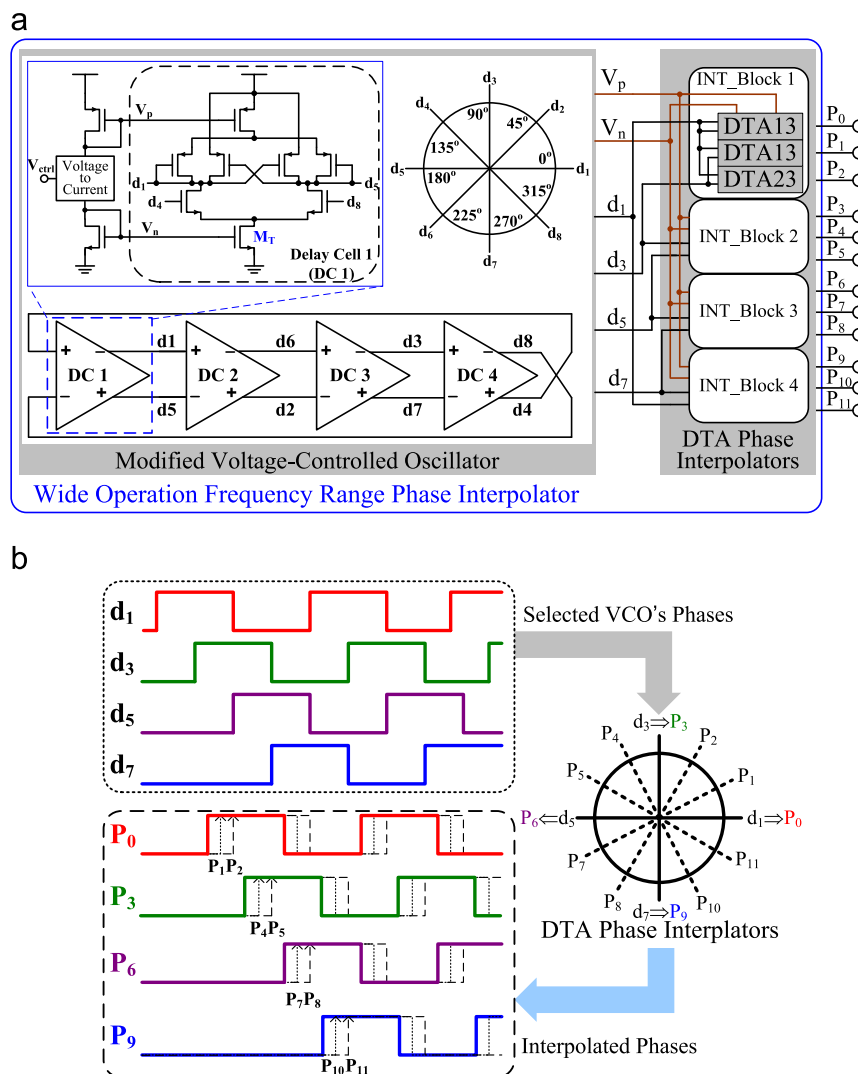 a
V_p
V_n
V_ctrl
Voltage
to
Current
V_p
V_n
d_1
d_5
d_4
d_8
M_T
Delay Cell 1
(DC 1)
d_3
d_4
d_2
90°
45°
135°
0°
d_5
d_1
180°
315°
225°
270°
d_6
d_8
d_7
d_1
d_3
d_5
d_7
INT_Block 1
DTA13
DTA13
DTA23
INT_Block 2
INT_Block 3
INT_Block 4
P_0
P_1
P_2
P_3
P_4
P_5
P_6
P_7
P_8
P_9
P_10
P_11
+ − d1 + − d6 + − d3 + − d8
DC 1 DC 2 DC 3 DC 4
− + d5 − + d2 − + d7 − + d4
Modified Voltage-Controlled Oscillator
DTA Phase
Interpolators
Wide Operation Frequency Range Phase Interpolator
b
d_1
d_3
d_5
d_7
Selected VCO's Phases
d_3⇒P_3
P_4
P_2
P_5
P_1
P_6⇐d_5
d_1⇒P_0
P_7
P_11
P_8
P_10
d_7⇒P_9
DTA Phase Interplators
P_0
P_1P_2
P_3
P_4P_5
P_6
P_7P_8
P_9
P_10P_11
Interpolated Phases